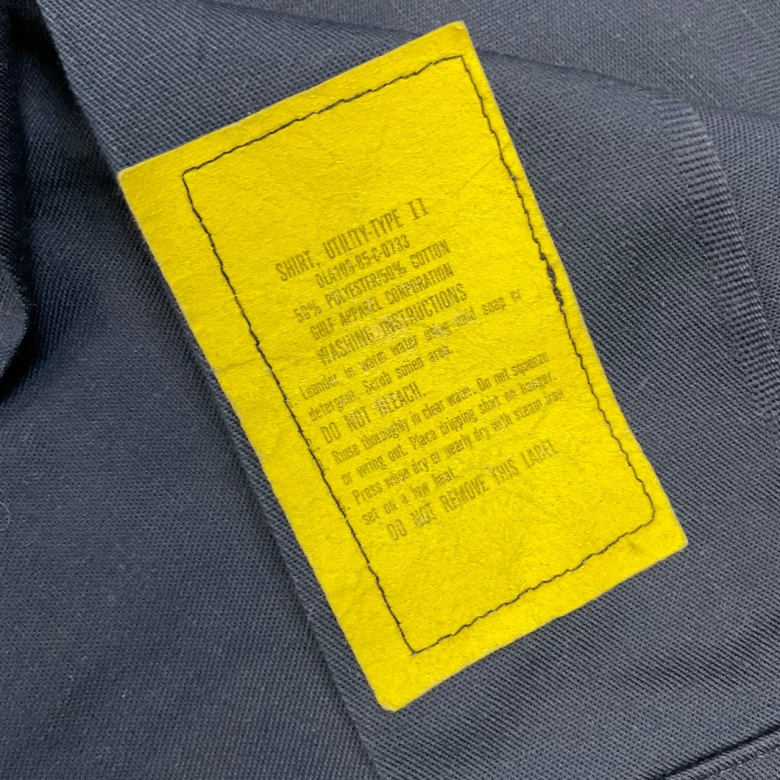 SHIRT, UTILITY-TYPE II
DLA100-85-C-0733
50% POLYESTER/50% COTTON
GULF APPAREL CORPORATION
WASHING INSTRUCTIONS
Launder in warm water using mild soap or
detergent. Scrub soiled area.
DO NOT BLEACH.
Rinse thoroughly in clear water. Do not squeeze
or wring out. Place dripping shirt on hanger.
Press when dry or nearly dry with steam iron
set on a low heat.
DO NOT REMOVE THIS LABEL